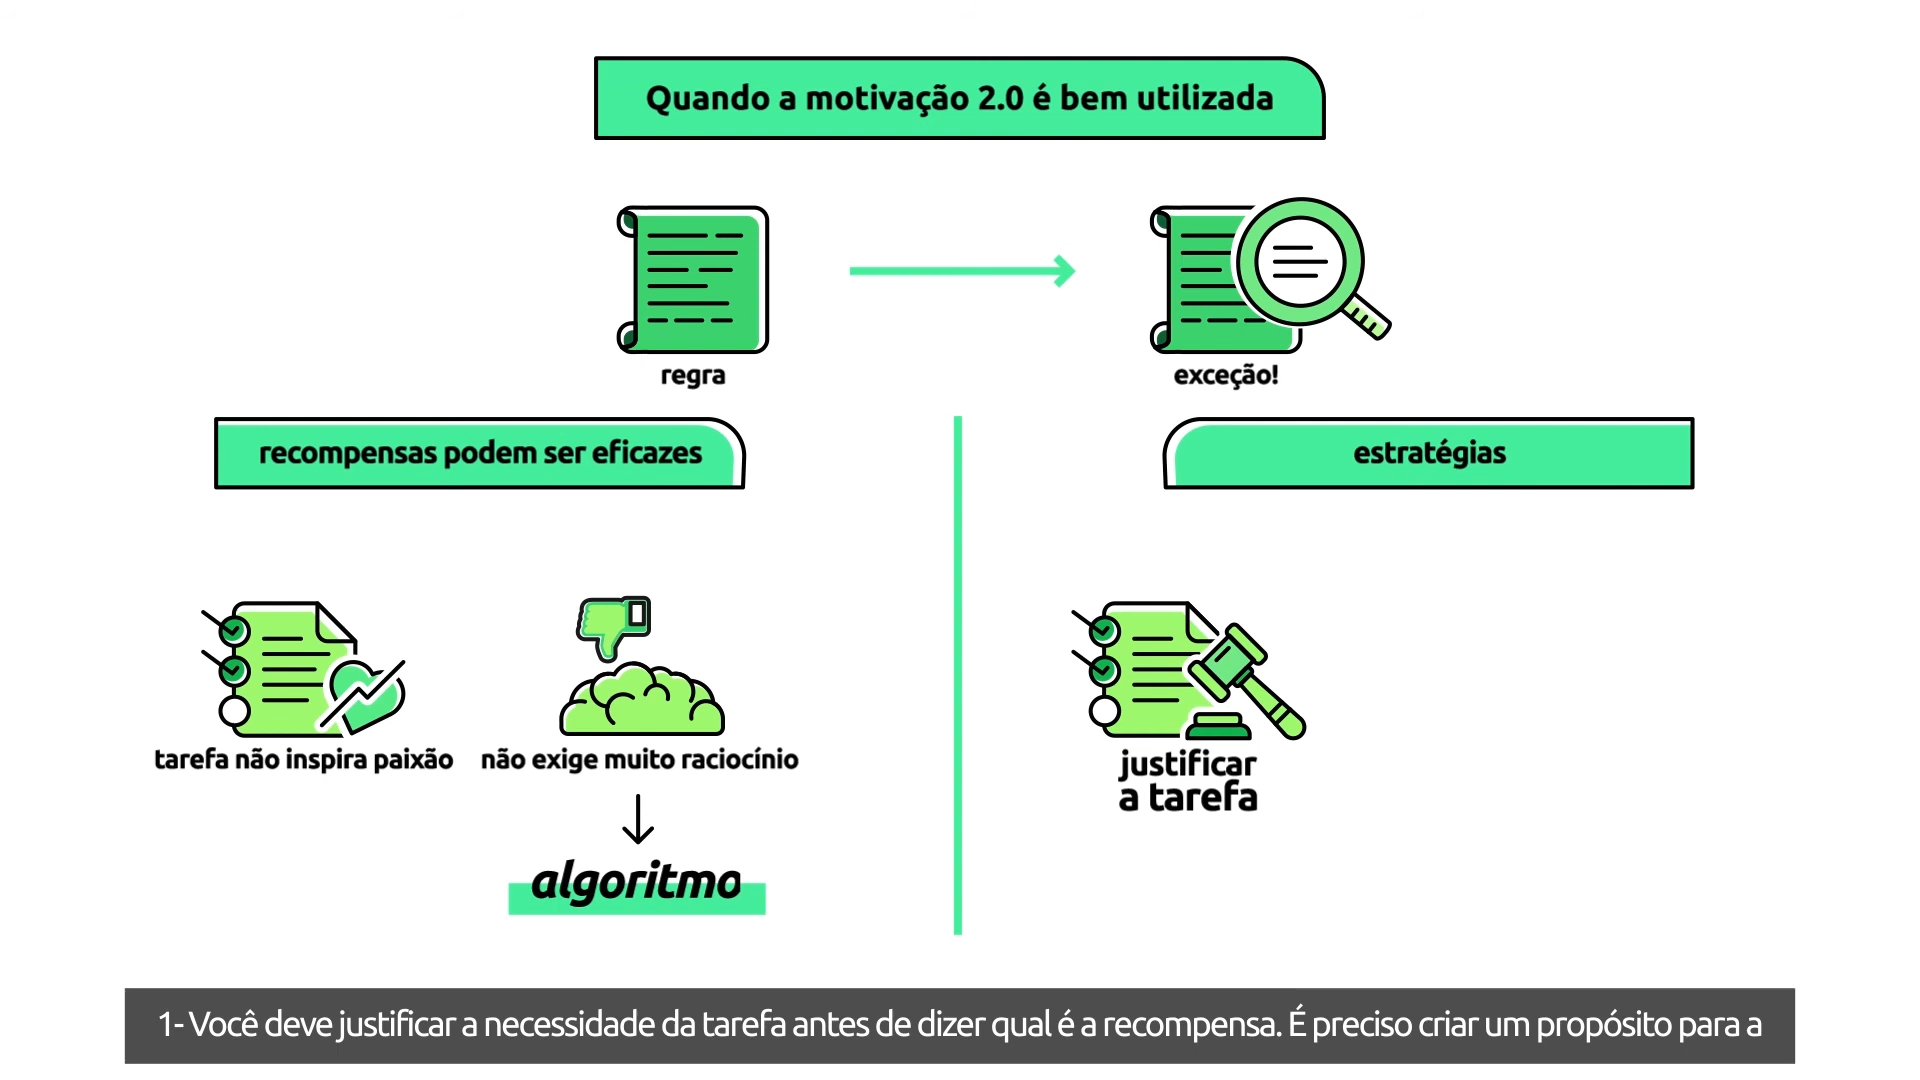 Quando a motivação 2.0 é bem utilizada
regra
exceção!
recompensas podem ser eficazes
estratégias
tarefa não inspira paixão
não exige muito raciocínio
algoritmo
justificar
a tarefa
1- Você deve justificar a necessidade da tarefa antes de dizer qual é a recompensa. É preciso criar um propósito para a